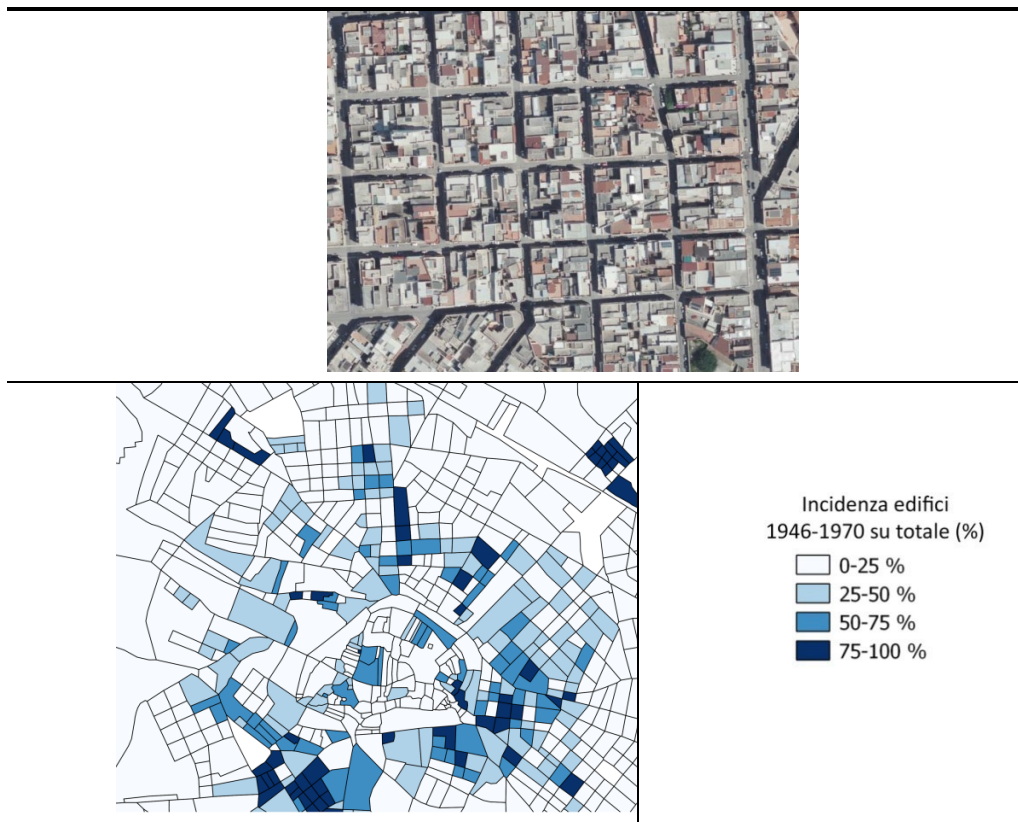 Incidenza edifici
1946-1970 su totale (%)
0-25 %
25-50 %
50-75 %
75-100 %